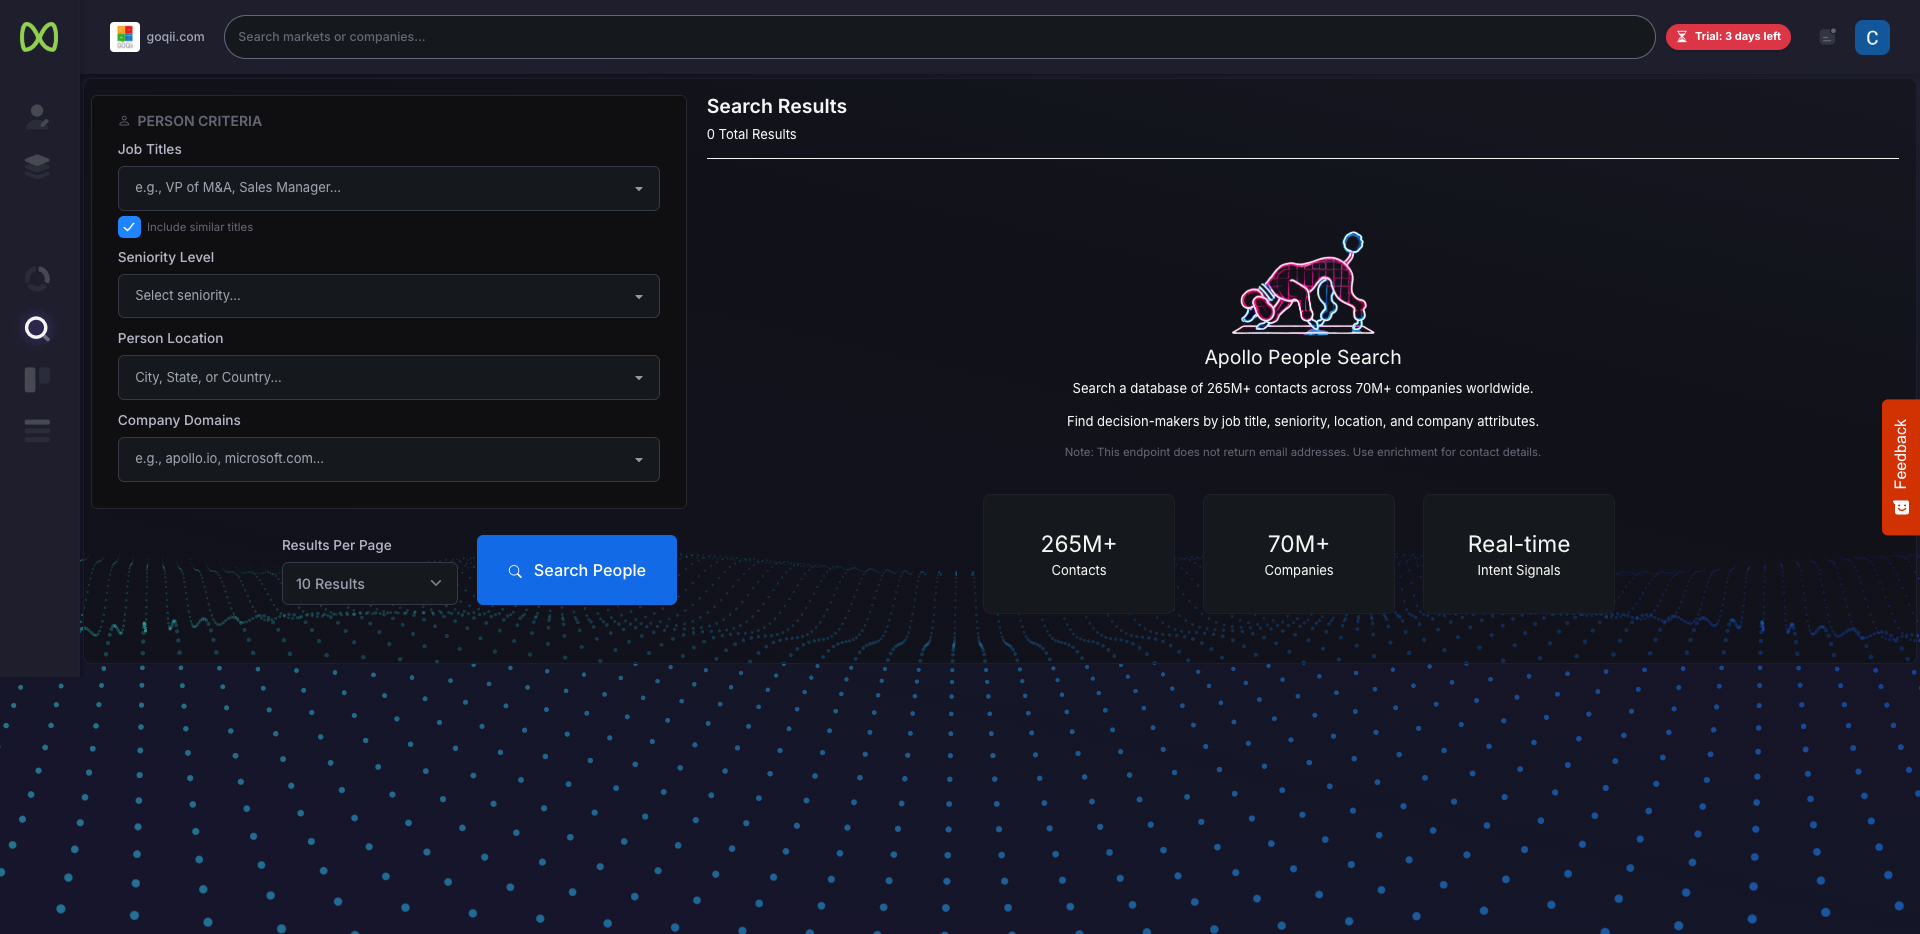 goqii.com
Search markets or companies...
Trial: 3 days left
C
PERSON CRITERIA
Job Titles
e.g., VP of M&A, Sales Manager...
Include similar titles
Seniority Level
Select seniority...
Person Location
City, State, or Country...
Company Domains
e.g., apollo.io, microsoft.com...
Results Per Page
10 Results
Search People
Search Results
0 Total Results
Apollo People Search
Search a database of 265M+ contacts across 70M+ companies worldwide.
Find decision-makers by job title, seniority, location, and company attributes.
Note: This endpoint does not return email addresses. Use enrichment for contact details.
265M+
Contacts
70M+
Companies
Real-time
Intent Signals
Feedback